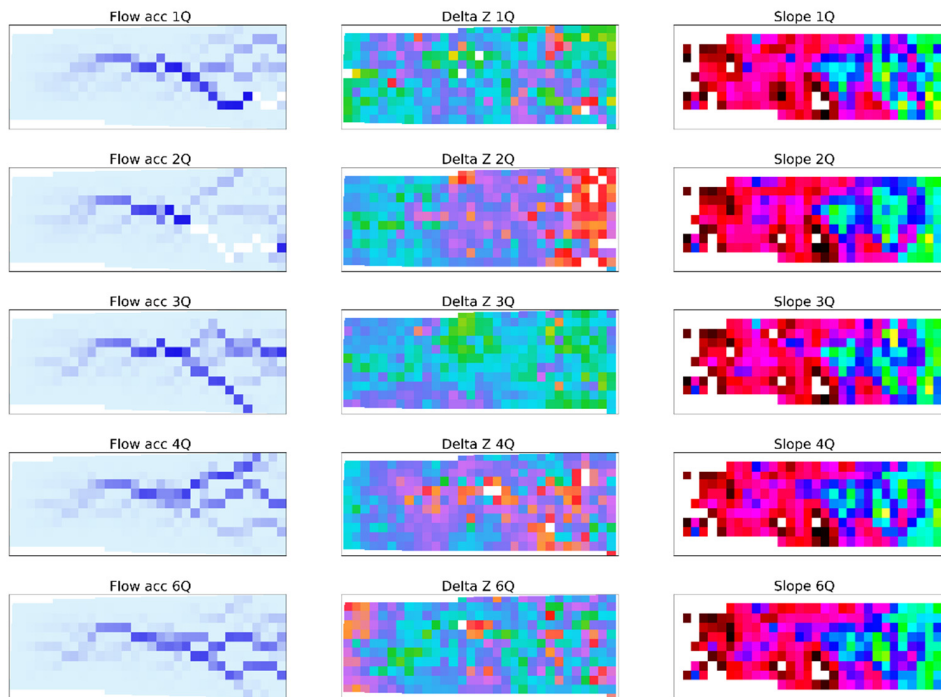 Flow acc 1Q Delta Z 1Q Slope 1Q
Flow acc 2Q Delta Z 2Q Slope 2Q
Flow acc 3Q Delta Z 3Q Slope 3Q
Flow acc 4Q Delta Z 4Q Slope 4Q
Flow acc 6Q Delta Z 6Q Slope 6Q